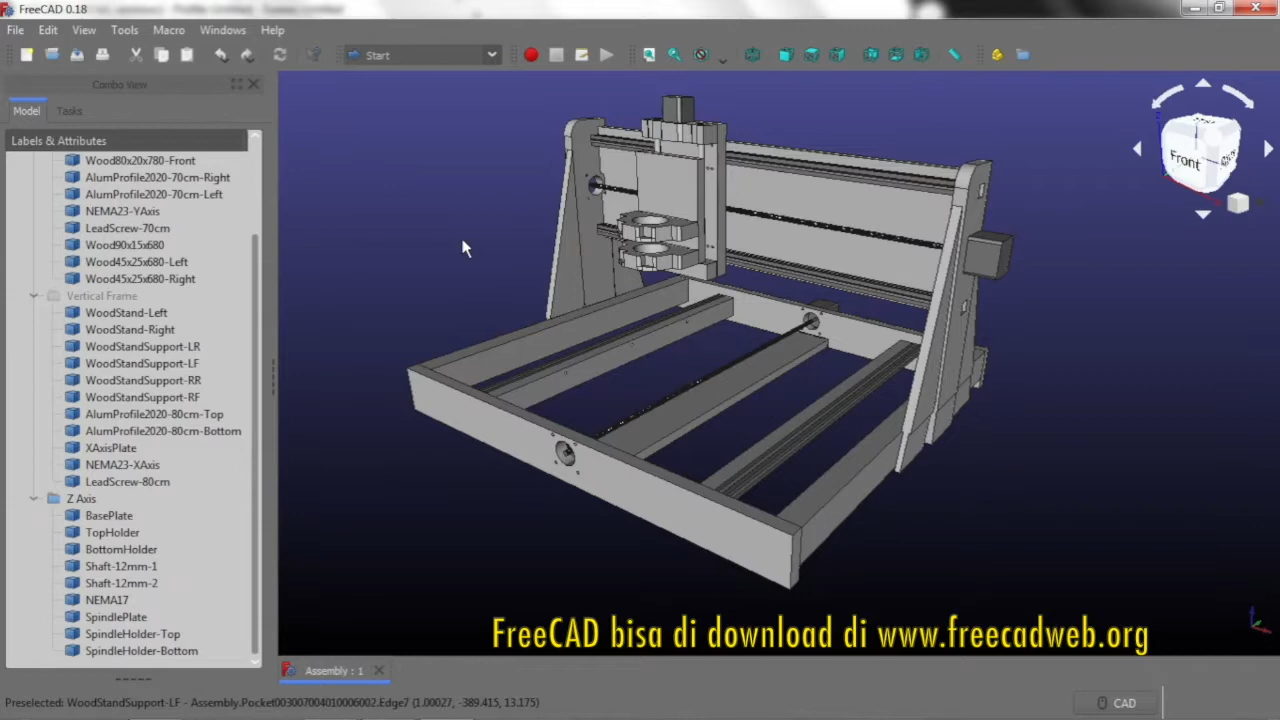 FreeCAD 0.18
File Edit View Tools Macro Windows Help
Start
Combo View
Model Tasks
Labels & Attributes
Wood80x20x780-Front
AlumProfile2020-70cm-Right
AlumProfile2020-70cm-Left
NEMA23-YAxis
LeadScrew-70cm
Wood90x15x680
Wood45x25x680-Left
Wood45x25x680-Right
Vertical Frame
WoodStand-Left
WoodStand-Right
WoodStandSupport-LR
WoodStandSupport-LF
WoodStandSupport-RR
WoodStandSupport-RF
AlumProfile2020-80cm-Top
AlumProfile2020-80cm-Bottom
XAxisPlate
NEMA23-XAxis
LeadScrew-80cm
Z Axis
BasePlate
TopHolder
BottomHolder
Shaft-12mm-1
Shaft-12mm-2
NEMA17
SpindlePlate
SpindleHolder-Top
SpindleHolder-Bottom
Front
FreeCAD bisa di download di www.freecadweb.org
Assembly : 1
Preselected: WoodStandSupport-LF - Assembly.Pocket003007004010006002.Edge7 (1.00027, -389.415, 13.175)
CAD